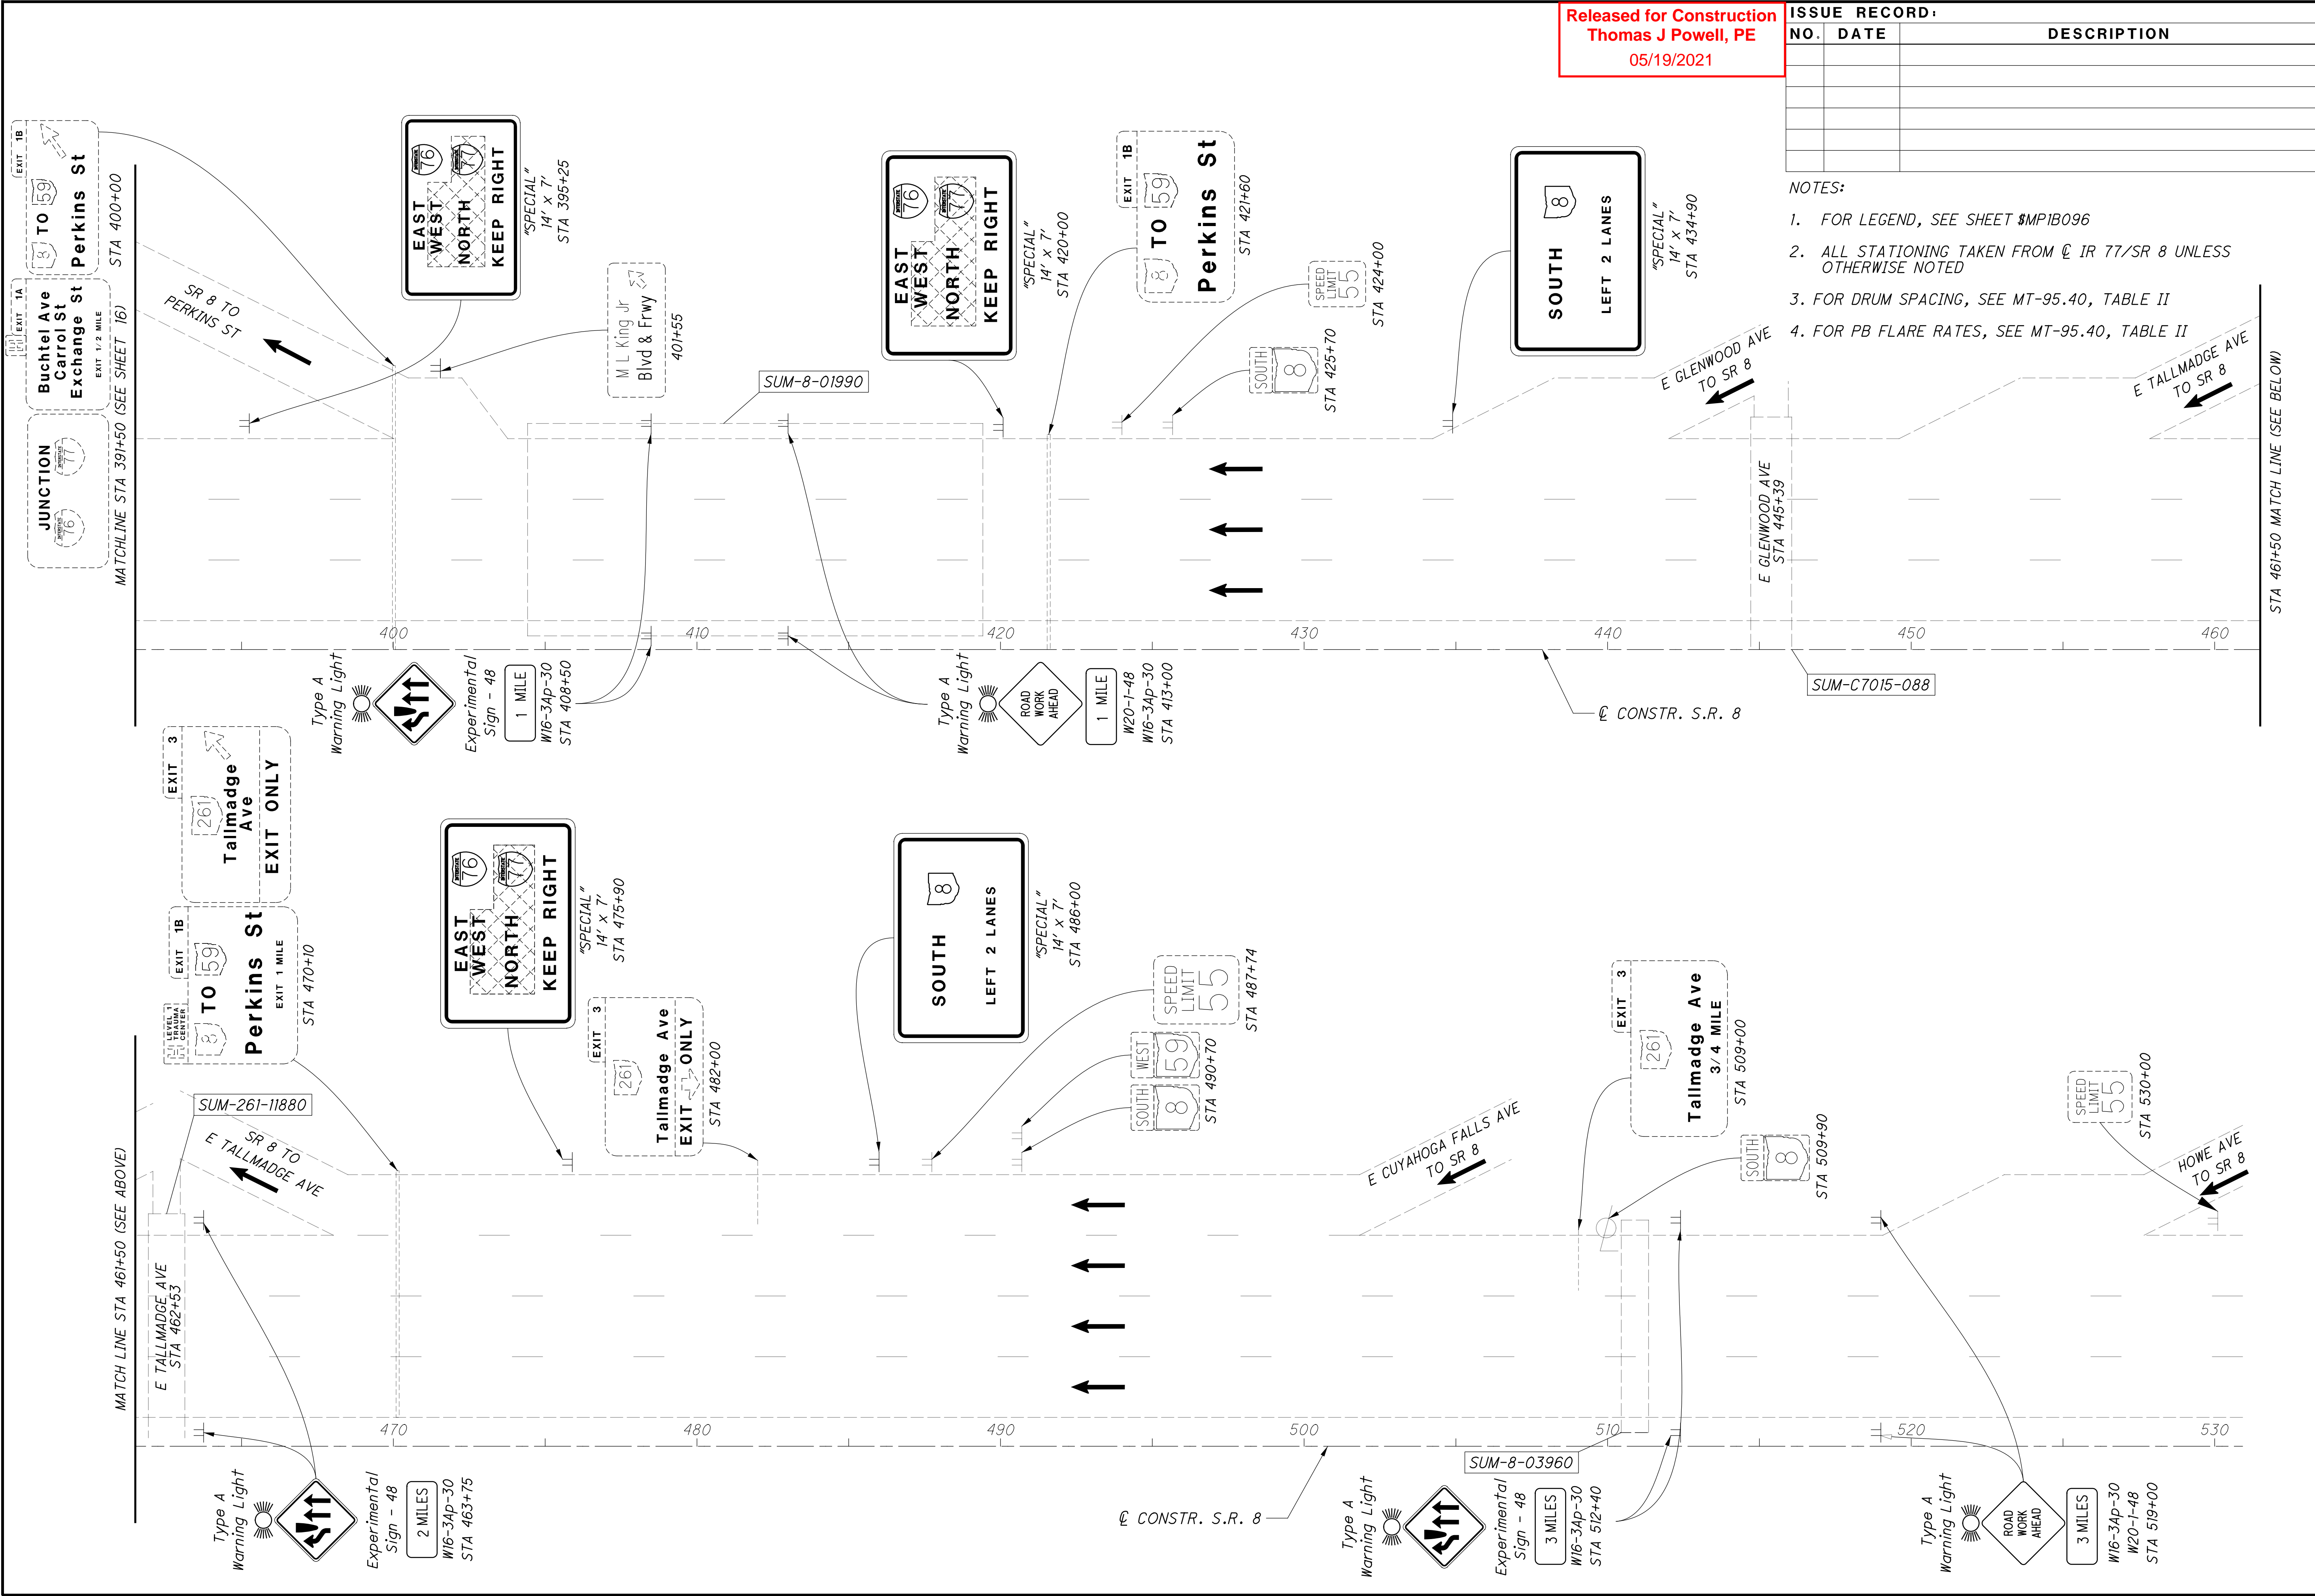 Released for Construction
Thomas J Powell, PE
05/19/2021
ISSUE RECORD:
NO. DATE DESCRIPTION
NOTES:
1. FOR LEGEND, SEE SHEET $MP1B096
2. ALL STATIONING TAKEN FROM ℄ IR 77/SR 8 UNLESS
OTHERWISE NOTED
3. FOR DRUM SPACING, SEE MT-95.40, TABLE II
4. FOR PB FLARE RATES, SEE MT-95.40, TABLE II
JUNCTION
INTERSTATE
76
INTERSTATE
77
EXIT 1A
Buchtel Ave
Carrol St
Exchange St
EXIT 1/2 MILE
EXIT 1B
8 TO 59
Perkins St
STA 400+00
MATCHLINE STA 391+50 (SEE SHEET 16)
SR 8 TO
PERKINS ST
EAST
WEST
NORTH
INTERSTATE
76
INTERSTATE
77
KEEP RIGHT
"SPECIAL"
14' x 7'
STA 395+25
M L King Jr
Blvd & Frwy
401+55
SUM-8-01990
EAST
WEST
NORTH
INTERSTATE
76
INTERSTATE
77
KEEP RIGHT
"SPECIAL"
14' x 7'
STA 420+00
EXIT 1B
8 TO 59
Perkins St
STA 421+60
SPEED
LIMIT
55
STA 424+00
SOUTH
8
STA 425+70
SOUTH 8
LEFT 2 LANES
"SPECIAL"
14' x 7'
STA 434+90
E GLENWOOD AVE
TO SR 8
E TALLMADGE AVE
TO SR 8
E GLENWOOD AVE
STA 445+39
STA 461+50 MATCH LINE (SEE BELOW)
400 410 420 430 440 450 460
Type A
Warning Light
Experimental
Sign - 48
1 MILE
W16-3Ap-30
STA 408+50
Type A
Warning Light
ROAD
WORK
AHEAD
1 MILE
W20-1-48
W16-3Ap-30
STA 413+00
℄ CONSTR. S.R. 8
SUM-C7015-088
EXIT 3
261
Tallmadge
Ave
EXIT ONLY
LEVEL 1
TRAUMA
CENTER
EXIT 1B
8 TO 59
Perkins St
EXIT 1 MILE
STA 470+10
SUM-261-11880
SR 8 TO
E TALLMADGE AVE
MATCH LINE STA 461+50 (SEE ABOVE)
E TALLMADGE AVE
STA 462+53
EAST
WEST
NORTH
INTERSTATE
76
INTERSTATE
77
KEEP RIGHT
"SPECIAL"
14' x 7'
STA 475+90
EXIT 3
261
Tallmadge Ave
EXIT ONLY
STA 482+00
SOUTH 8
LEFT 2 LANES
"SPECIAL"
14' x 7'
STA 486+00
SPEED
LIMIT
55
STA 487+74
SOUTH
8
WEST
59
STA 490+70
E CUYAHOGA FALLS AVE
TO SR 8
EXIT 3
261
Tallmadge Ave
3/4 MILE
STA 509+00
SOUTH
8
STA 509+90
SPEED
LIMIT
55
STA 530+00
HOWE AVE
TO SR 8
470 480 490 500 510 520 530
Type A
Warning Light
Experimental
Sign - 48
2 MILES
W16-3Ap-30
STA 463+75
℄ CONSTR. S.R. 8
SUM-8-03960
Type A
Warning Light
Experimental
Sign - 48
3 MILES
W16-3Ap-30
STA 512+40
Type A
Warning Light
ROAD
WORK
AHEAD
3 MILES
W16-3Ap-30
W20-1-48
STA 519+00